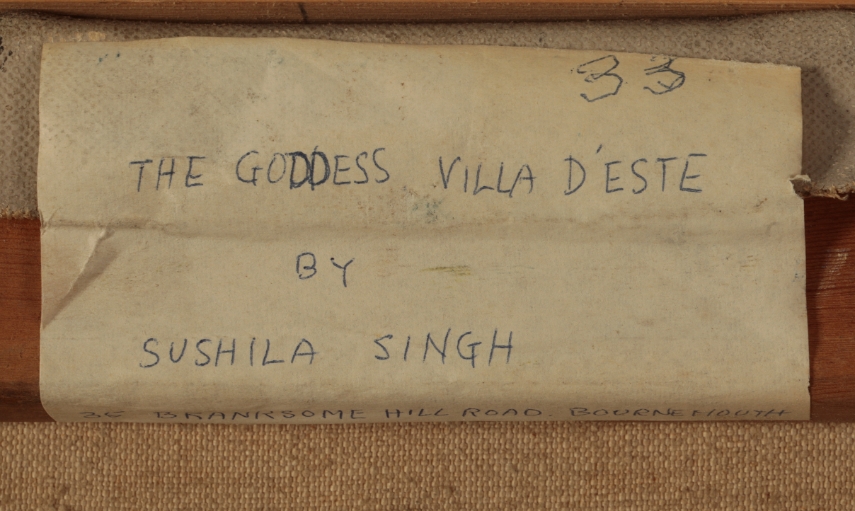 33
THE GODDESS VILLA D'ESTE
BY
SUSHILA SINGH
BRANKSOME HILL ROAD. BOURNEMOUTH